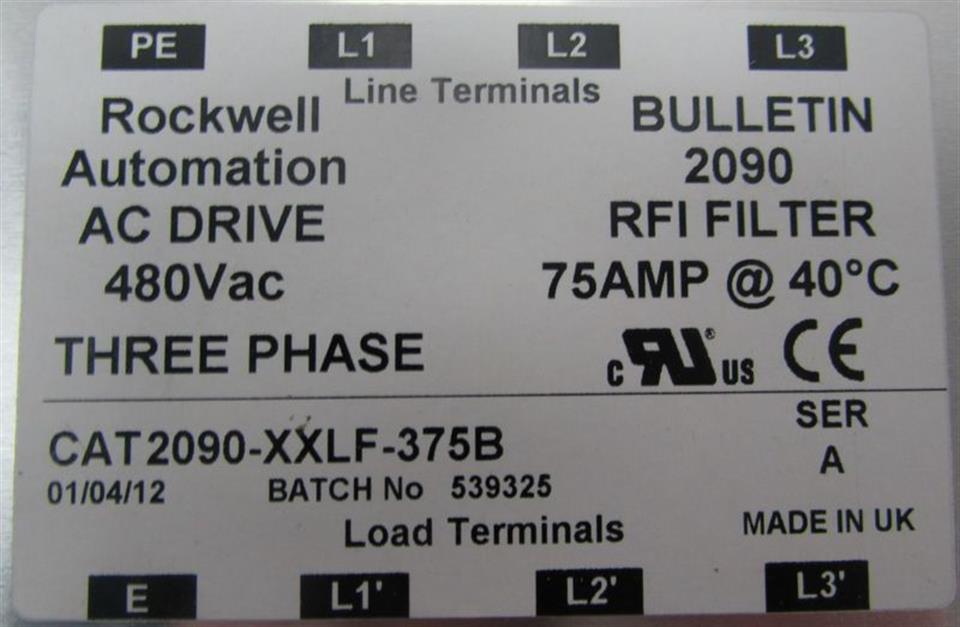 PE L1 L2 L3
Line Terminals
Rockwell
Automation
AC DRIVE
480Vac
THREE PHASE
BULLETIN
2090
RFI FILTER
75AMP @ 40°C
c RU® US CE
CAT2090-XXLF-375B
01/04/12 BATCH No 539325
SER
A
Load Terminals
MADE IN UK
E L1' L2' L3'